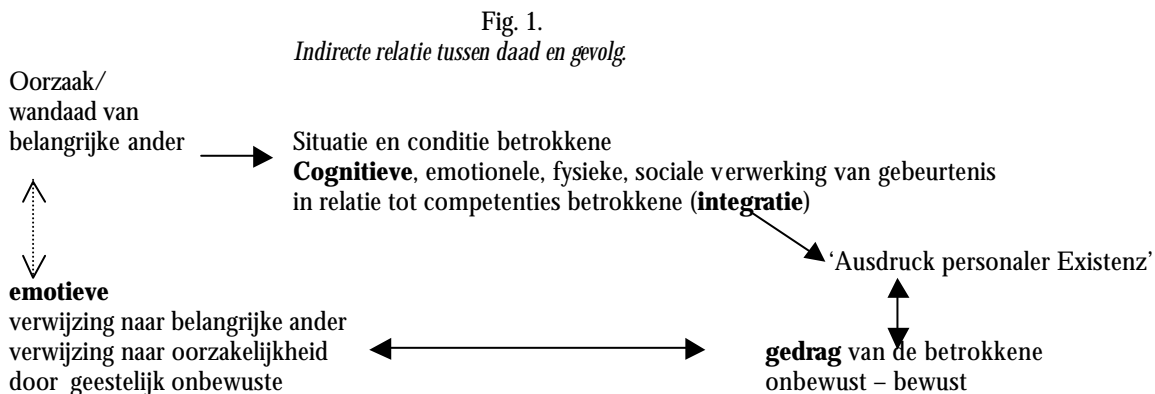 Fig. 1.
Indirecte relatie tussen daad en gevolg.
Oorzaak/
wandaad van
belangrijke ander
Situatie en conditie betrokkene
Cognitieve, emotionele, fysieke, sociale verwerking van gebeurtenis
in relatie tot competenties betrokkene (integratie)
‘Ausdruck personaler Existenz’
emotieve
verwijzing naar belangrijke ander
verwijzing naar oorzakelijkheid
door geestelijk onbewuste
gedrag van de betrokkene
onbewust – bewust